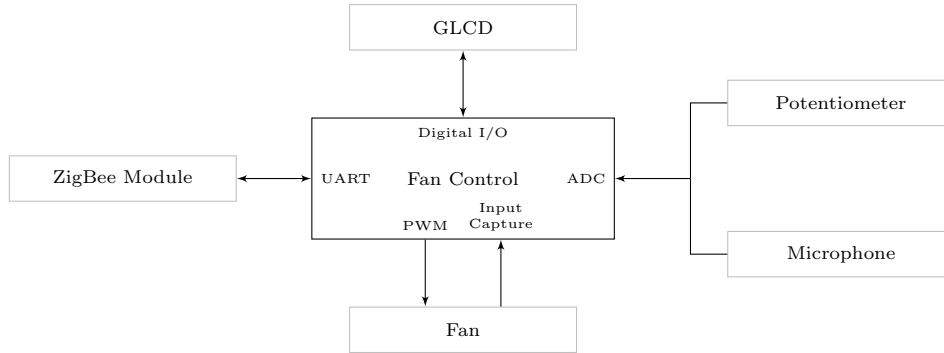 GLCD
Potentiometer
Digital I/O
ZigBee Module
UART
Fan Control
ADC
Input
Capture
PWM
Microphone
Fan